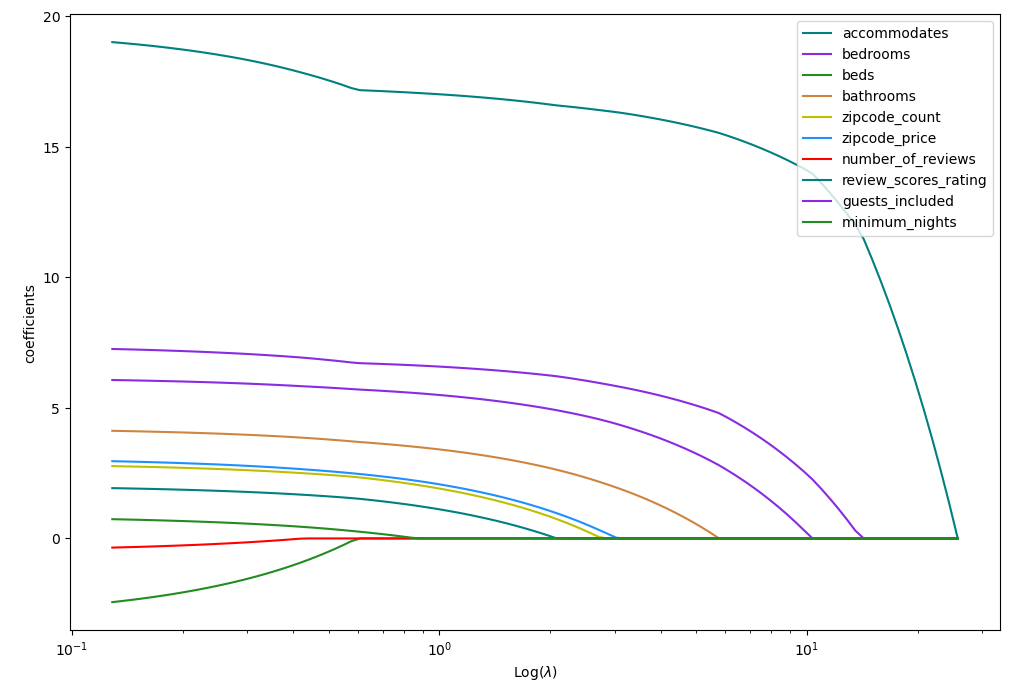 20
15
10
5
0
coefficients
10⁻¹
10⁰
10¹
Log(λ)
accommodates
bedrooms
beds
bathrooms
zipcode_count
zipcode_price
number_of_reviews
review_scores_rating
guests_included
minimum_nights